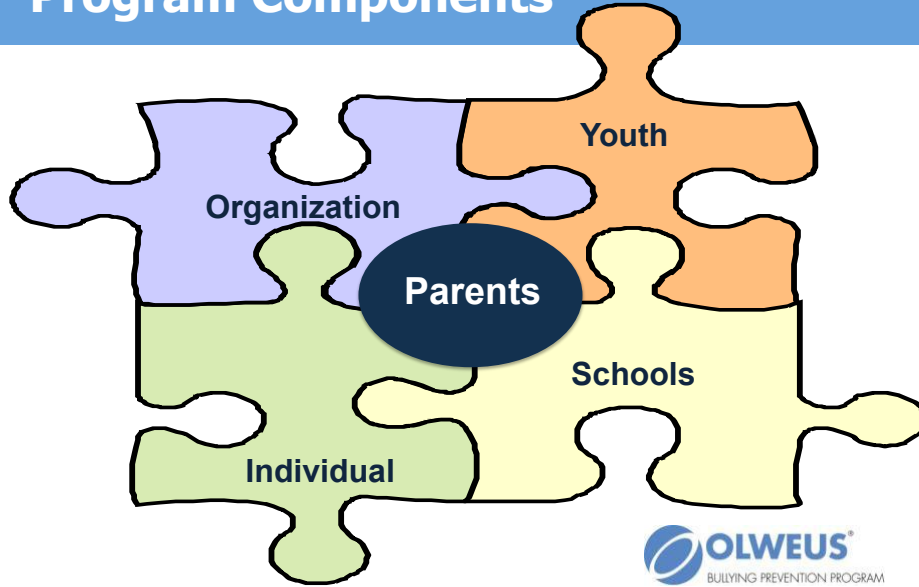 Program Components
Youth
Organization
Parents
Schools
Individual
OLWEUS®
BULLYING PREVENTION PROGRAM